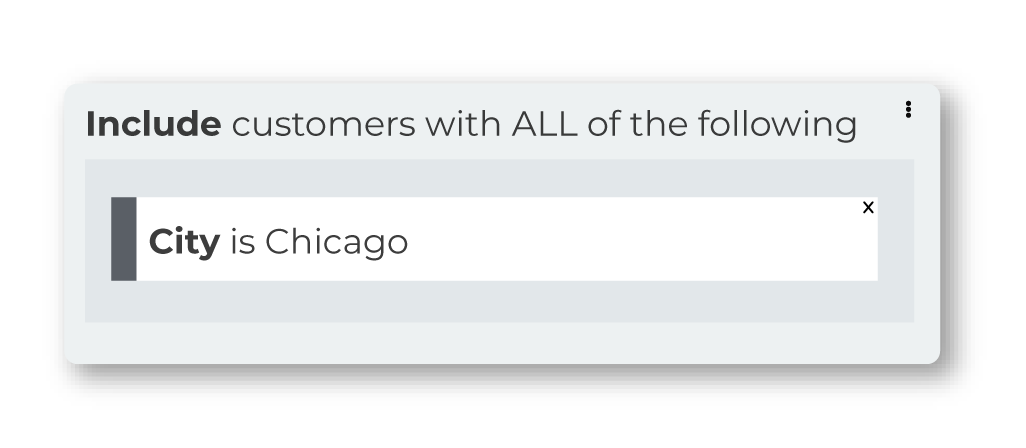 Include customers with ALL of the following
x
City is Chicago